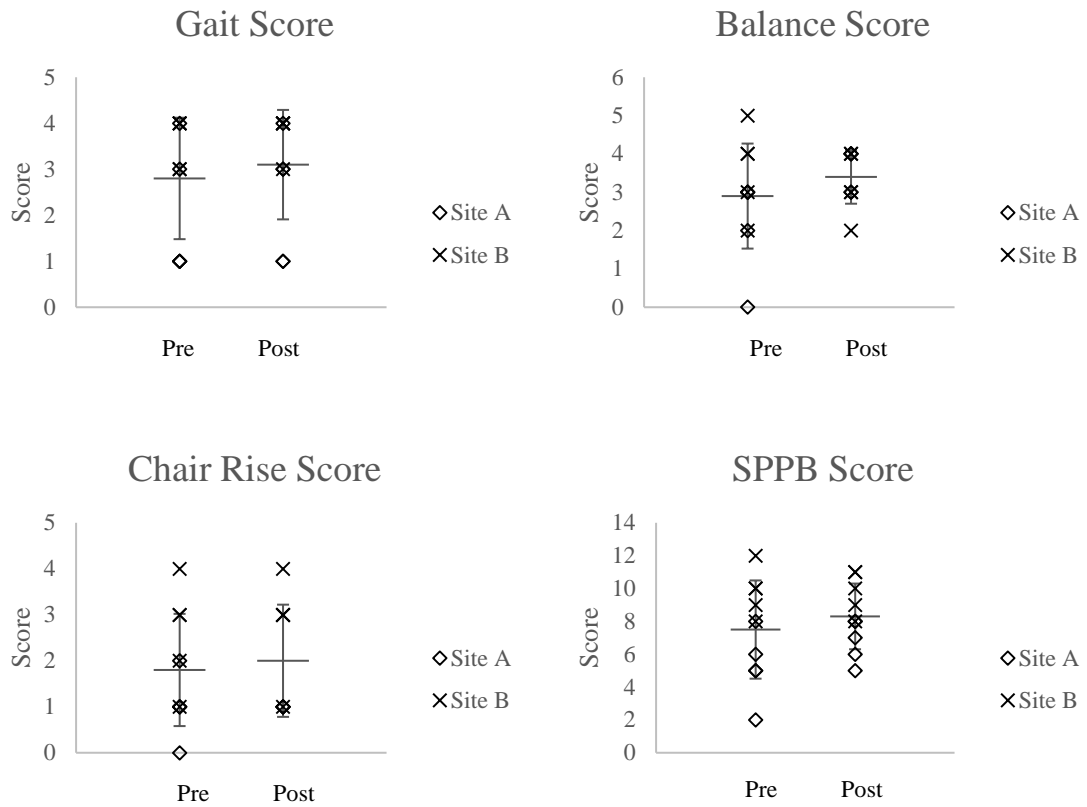 Gait Score
5
4
3
2
1
0
Score
Pre Post
Site A
Site B
Balance Score
6
5
4
3
2
1
0
Score
Pre Post
Site A
Site B
Chair Rise Score
5
4
3
2
1
0
Score
Pre Post
Site A
Site B
SPPB Score
14
12
10
8
6
4
2
0
Score
Pre Post
Site A
Site B